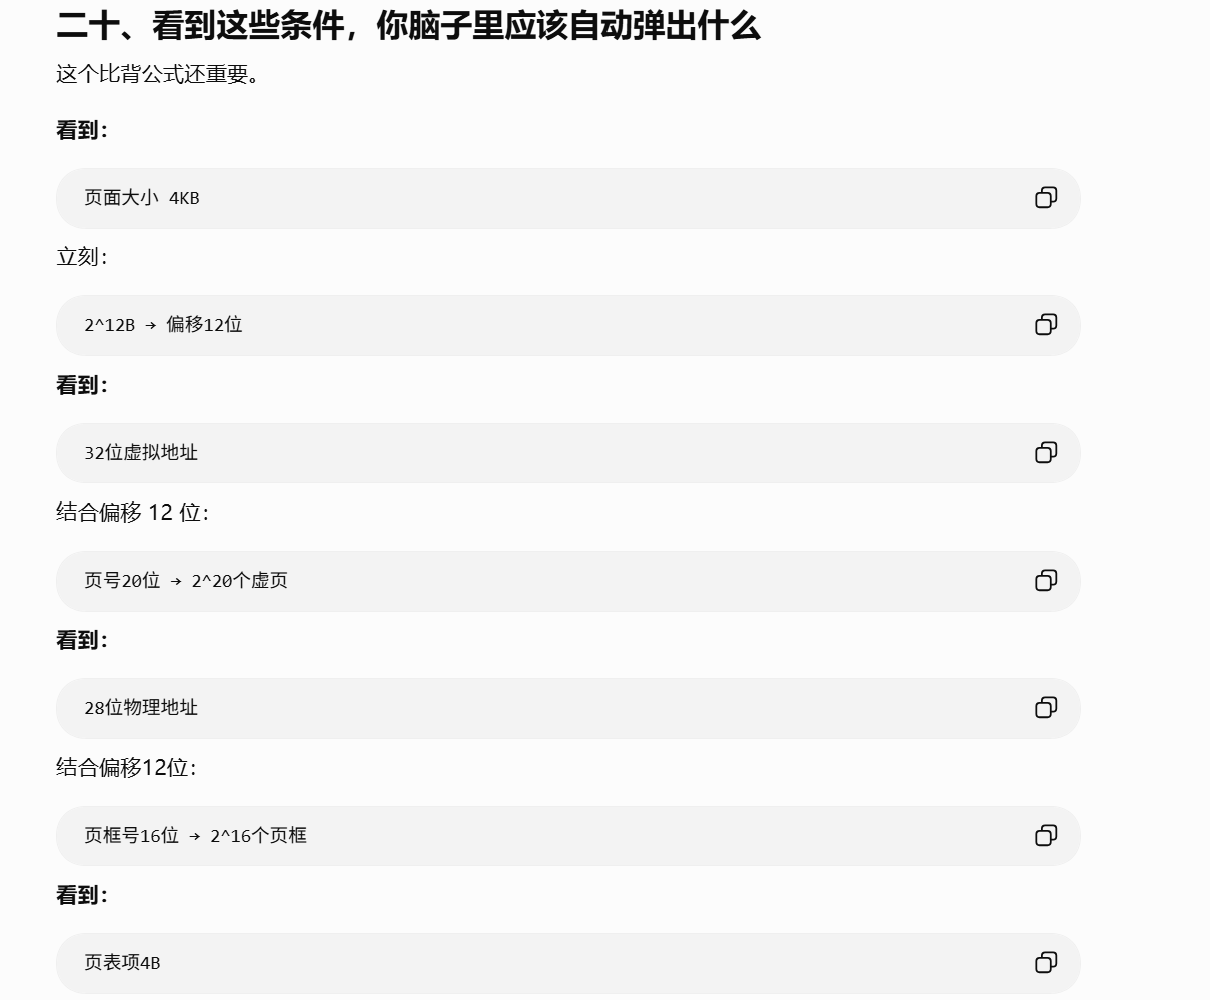 二十、看到这些条件，你脑子里应该自动弹出什么
这个比背公式还重要。
看到：
页面大小 4KB
立刻：
2^12B → 偏移12位
看到：
32位虚拟地址
结合偏移 12 位：
页号20位 → 2^20个虚页
看到：
28位物理地址
结合偏移12位：
页框号16位 → 2^16个页框
看到：
页表项4B